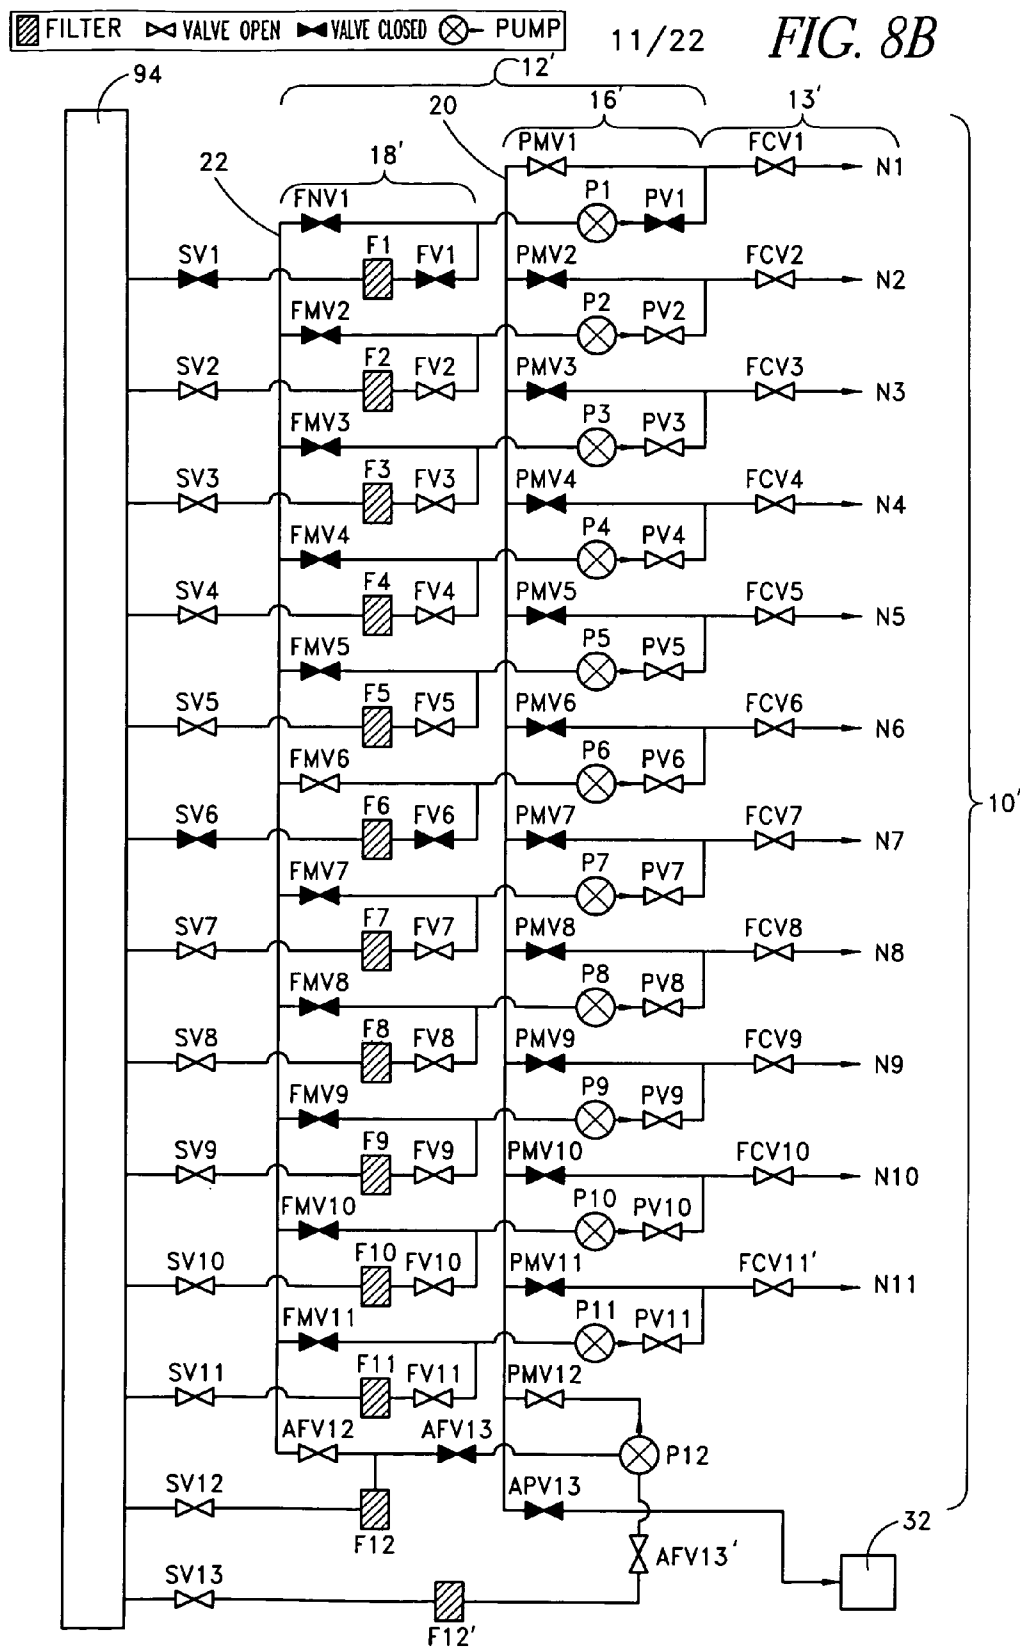 FILTER VALVE OPEN VALVE CLOSED PUMP
11/22
FIG. 8B
94
12'
20
16'
13'
22
18'
PMV1 FCV1 N1
FNV1 P1 PV1
SV1 F1 FV1 PMV2 FCV2 N2
FMV2 P2 PV2
SV2 F2 FV2 PMV3 FCV3 N3
FMV3 P3 PV3
SV3 F3 FV3 PMV4 FCV4 N4
FMV4 P4 PV4
SV4 F4 FV4 PMV5 FCV5 N5
FMV5 P5 PV5
SV5 F5 FV5 PMV6 FCV6 N6
FMV6 P6 PV6
10'
SV6 F6 FV6 PMV7 FCV7 N7
FMV7 P7 PV7
SV7 F7 FV7 PMV8 FCV8 N8
FMV8 P8 PV8
SV8 F8 FV8 PMV9 FCV9 N9
FMV9 P9 PV9
SV9 F9 FV9 PMV10 FCV10 N10
FMV10 P10 PV10
SV10 F10 FV10 PMV11 FCV11' N11
FMV11 P11 PV11
SV11 F11 FV11 PMV12
AFV12 AFV13 P12
SV12 F12 APV13
32
AFV13'
SV13 F12'